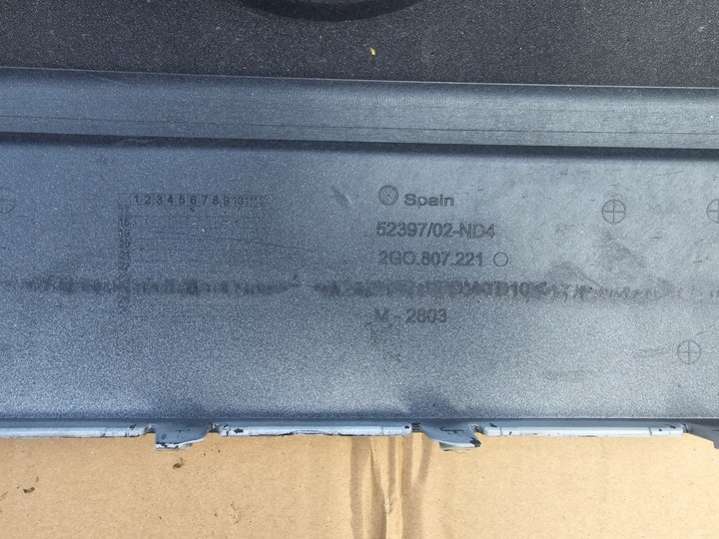 1 2 3 4 5 6 7 8 9 10
Spain
52397/02-ND4
2GO.807.221
M - 2803